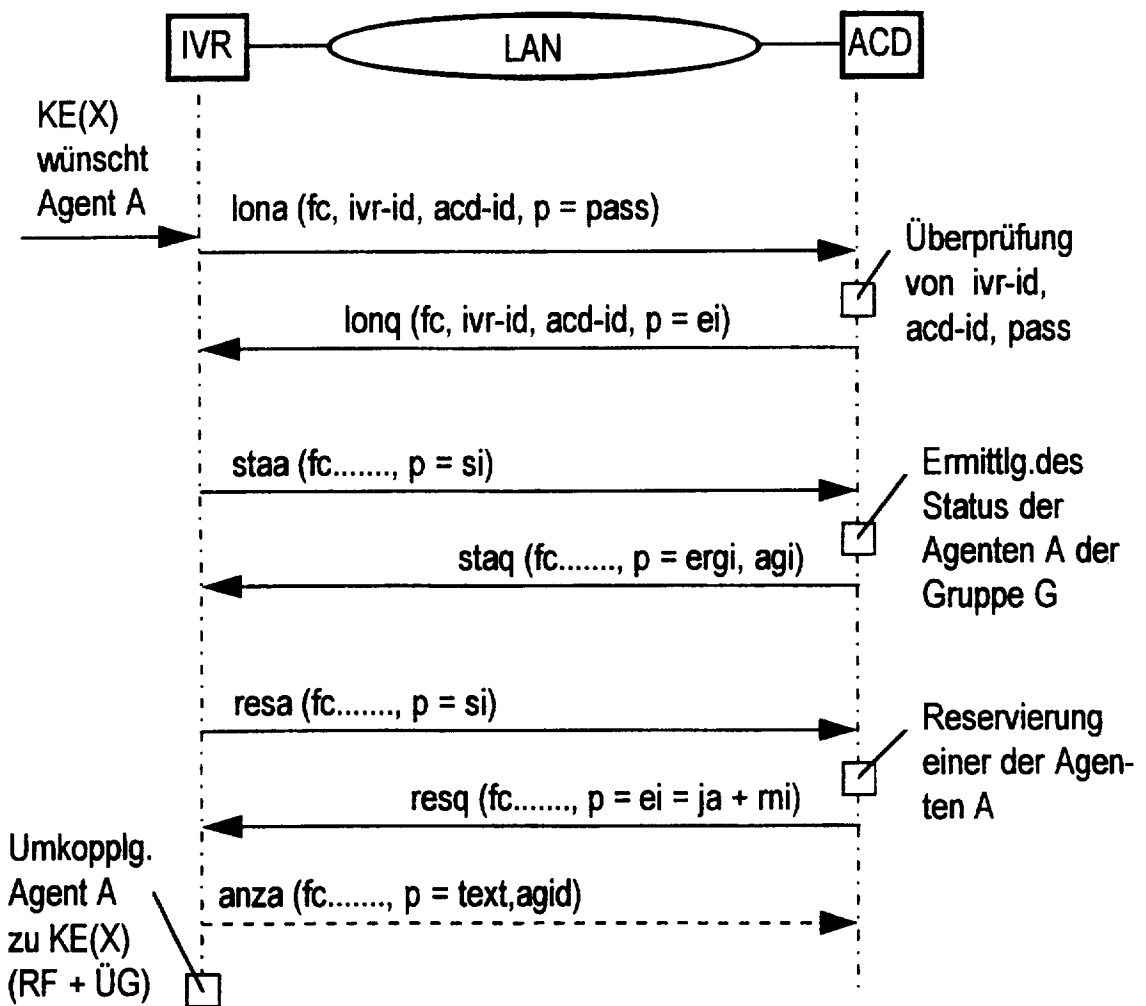 IVR
LAN
ACD
KE(X)
wünscht
Agent A
lona (fc, ivr-id, acd-id, p = pass)
Überprüfung
von ivr-id,
acd-id, pass
lonq (fc, ivr-id, acd-id, p = ei)
staa (fc......., p = si)
Ermittlg.des
Status der
Agenten A der
Gruppe G
staq (fc......., p = ergi, agi)
resa (fc......., p = si)
Reservierung
einer der Agen-
ten A
resq (fc......., p = ei = ja + mi)
Umkopplg.
Agent A
zu KE(X)
(RF + ÜG)
anza (fc......., p = text,agid)